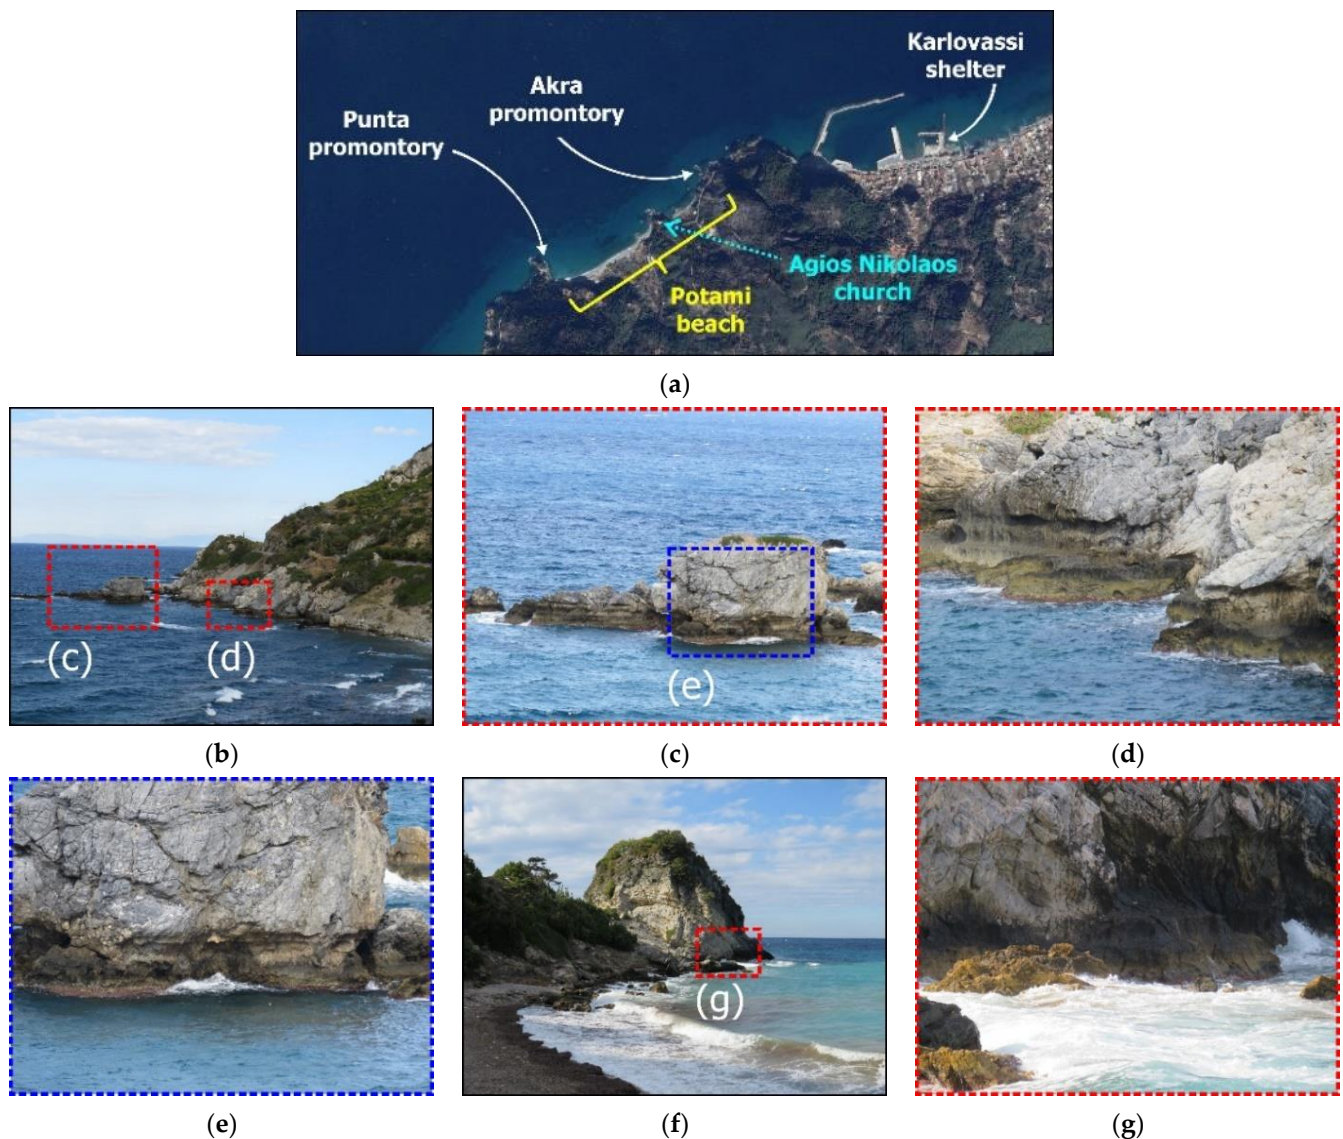 Karlovassi
shelter
Akra
promontory
Punta
promontory
Agios Nikolaos
church
Potami
beach
(a)
(c)
(d)
(e)
(b)
(c)
(d)
(g)
(e)
(f)
(g)